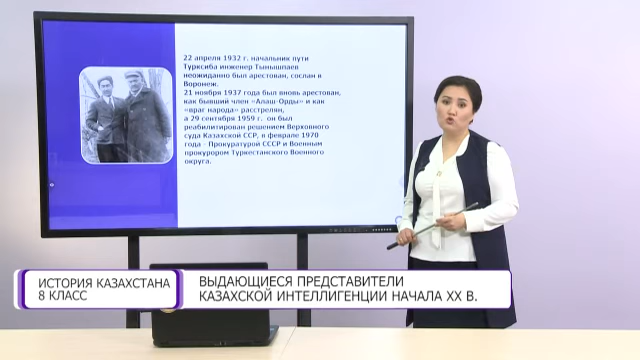 22 апреля 1932 г. начальник пути
Турксиба инженер Тынышпаев
неожиданно был арестован, сослан в
Воронеж.
21 ноября 1937 года был вновь арестован,
как бывший член «Алаш-Орды» и как
«враг народа» расстрелян,
а 29 сентября 1959 г. он был
реабилитирован решением Верховного
суда Казахской ССР, в феврале 1970
года - Прокуратурой СССР и Военным
прокурором Туркестанского Военного
округа.
ИСТОРИЯ КАЗАХСТАНА
8 КЛАСС
ВЫДАЮЩИЕСЯ ПРЕДСТАВИТЕЛИ
КАЗАХСКОЙ ИНТЕЛЛИГЕНЦИИ НАЧАЛА XX В.